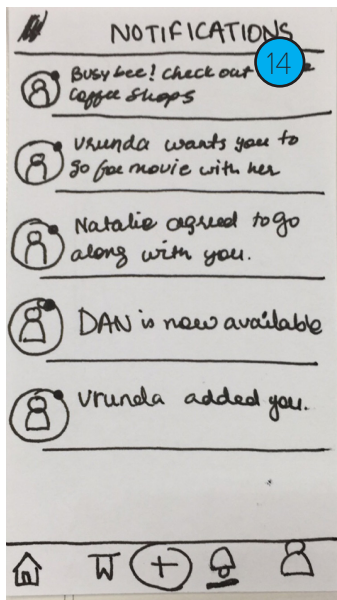 NOTIFICATIONS
14
Busy bee! Check out
coffee shops
Vrunda wants you to
go for movie with her
Natalie agreed to go
along with you.
DAN is now available
Vrunda added you.